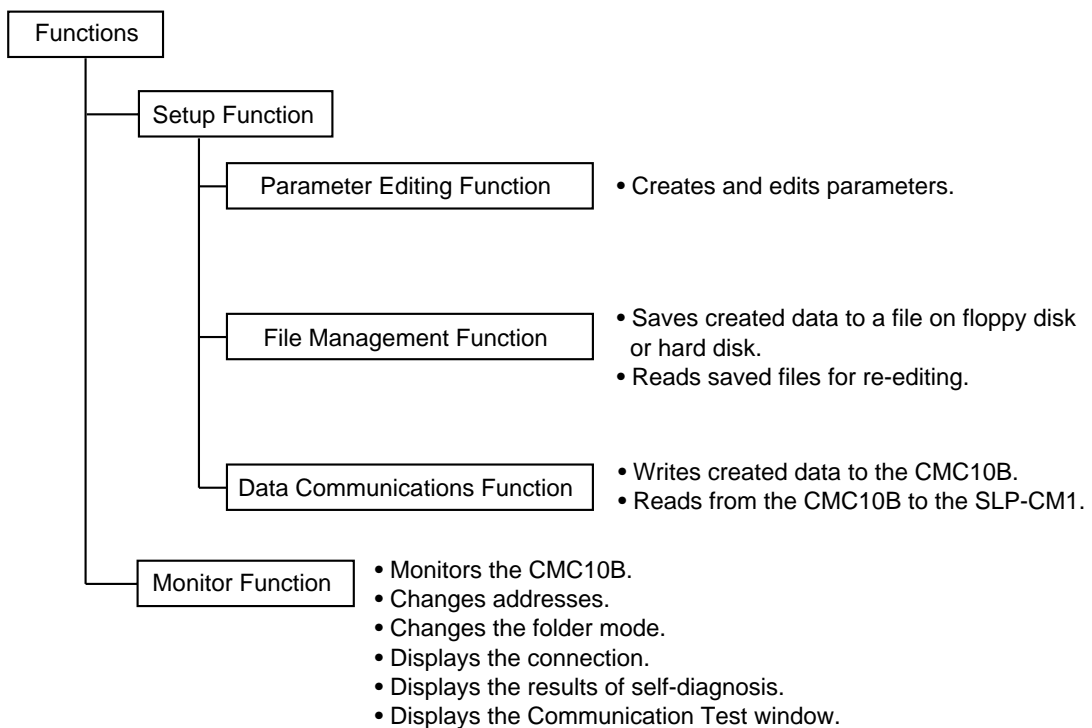 Functions
Setup Function
Parameter Editing Function
• Creates and edits parameters.
File Management Function
• Saves created data to a file on floppy disk
or hard disk.
• Reads saved files for re-editing.
Data Communications Function
• Writes created data to the CMC10B.
• Reads from the CMC10B to the SLP-CM1.
Monitor Function
• Monitors the CMC10B.
• Changes addresses.
• Changes the folder mode.
• Displays the connection.
• Displays the results of self-diagnosis.
• Displays the Communication Test window.